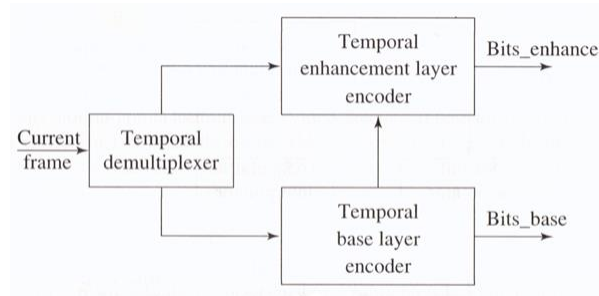 Temporal
enhancement layer
encoder
Bits_enhance
Current
frame
Temporal
demultiplexer
Temporal
base layer
encoder
Bits_base